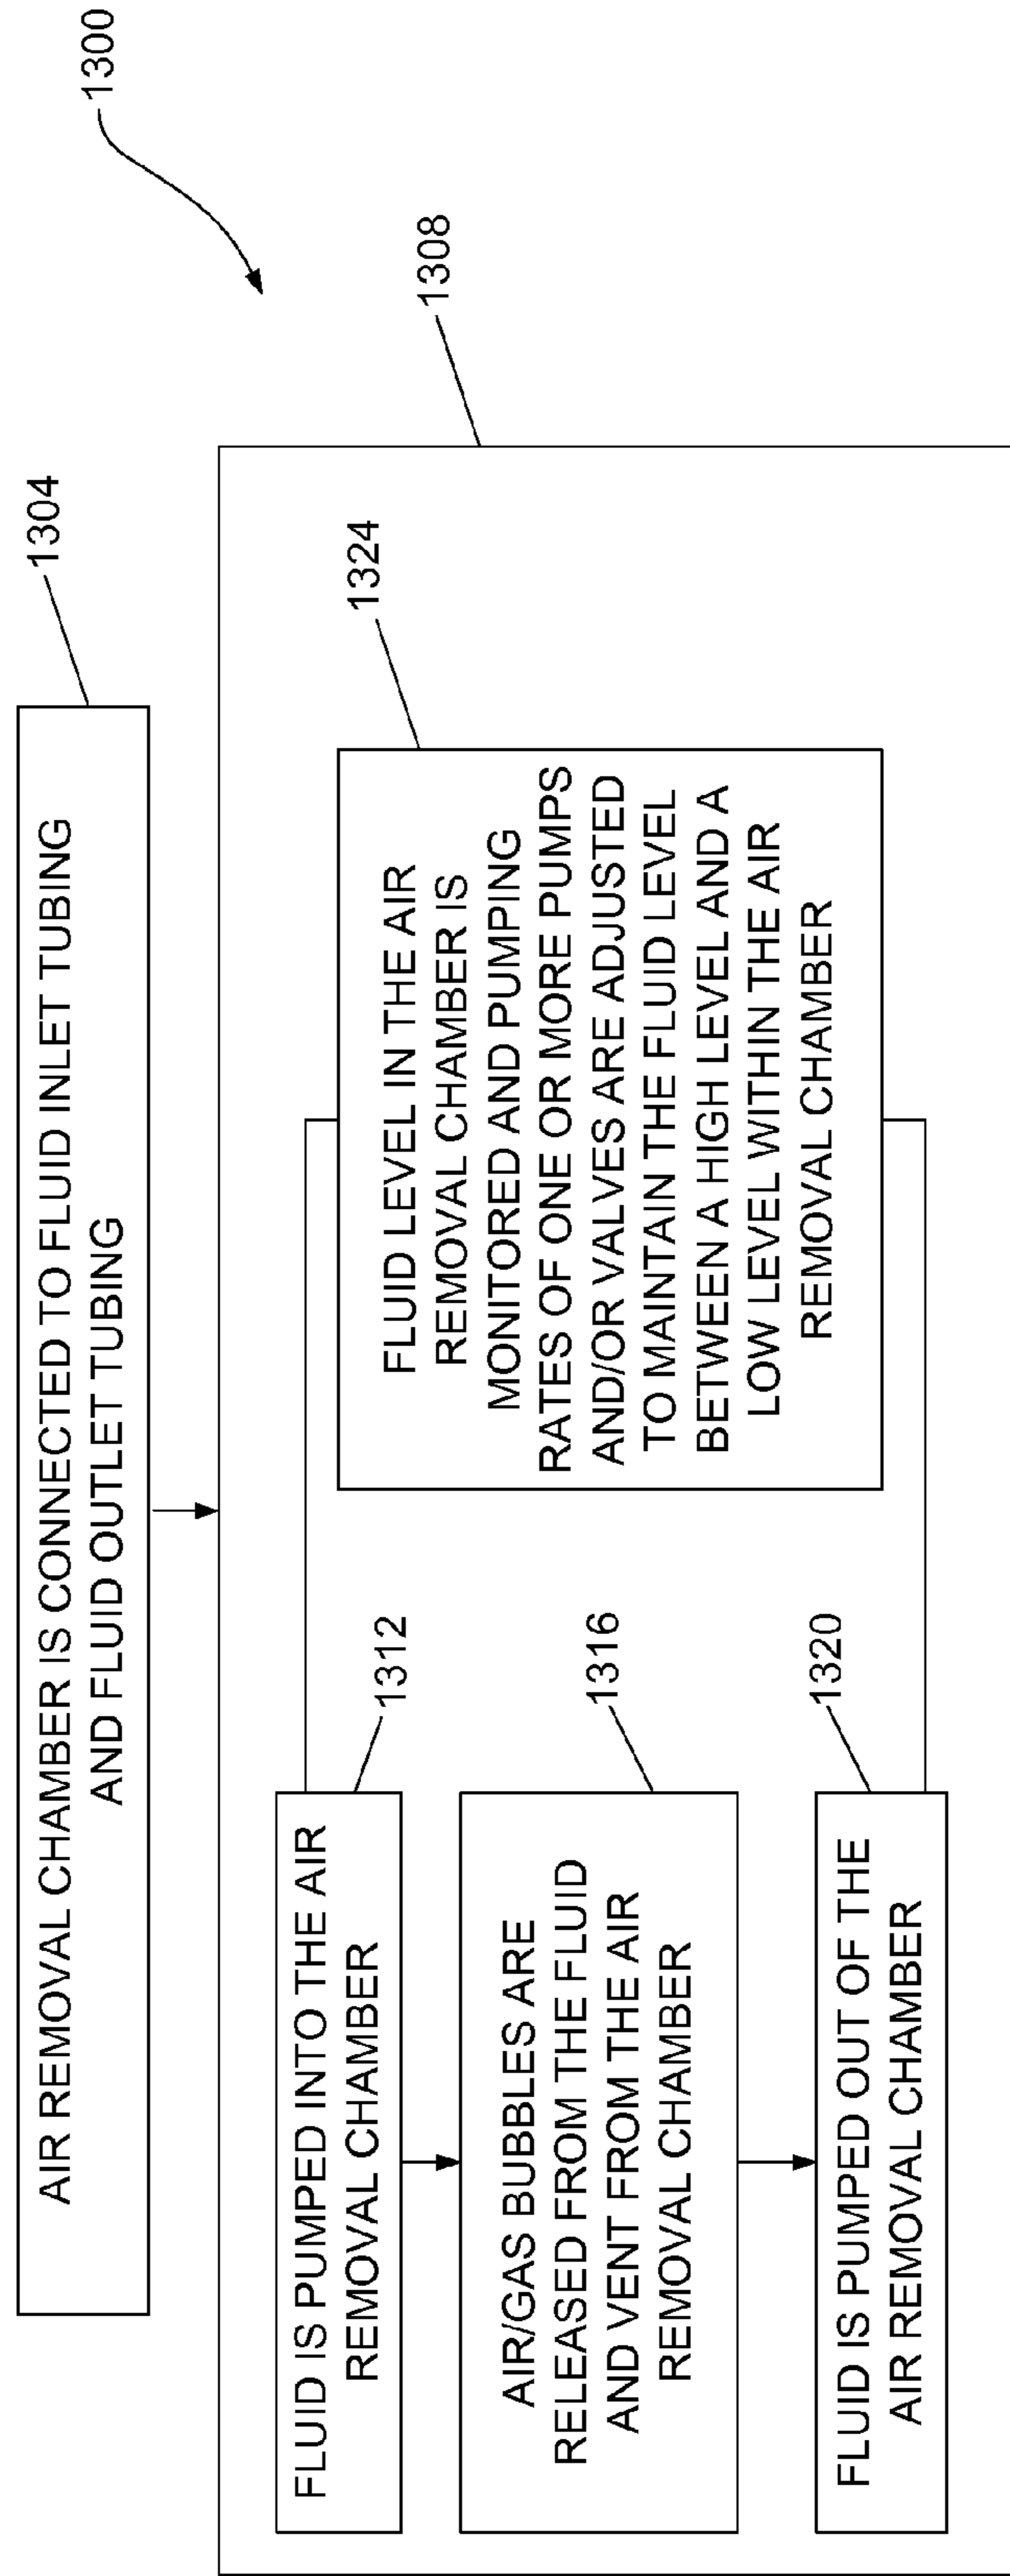 1300
AIR REMOVAL CHAMBER IS CONNECTED TO FLUID INLET TUBING
AND FLUID OUTLET TUBING
1304
1308
FLUID IS PUMPED INTO THE AIR
REMOVAL CHAMBER
1312
AIR/GAS BUBBLES ARE
RELEASED FROM THE FLUID
AND VENT FROM THE AIR
REMOVAL CHAMBER
1316
FLUID IS PUMPED OUT OF THE
AIR REMOVAL CHAMBER
1320
FLUID LEVEL IN THE AIR
REMOVAL CHAMBER IS
MONITORED AND PUMPING
RATES OF ONE OR MORE PUMPS
AND/OR VALVES ARE ADJUSTED
TO MAINTAIN THE FLUID LEVEL
BETWEEN A HIGH LEVEL AND A
LOW LEVEL WITHIN THE AIR
REMOVAL CHAMBER
1324